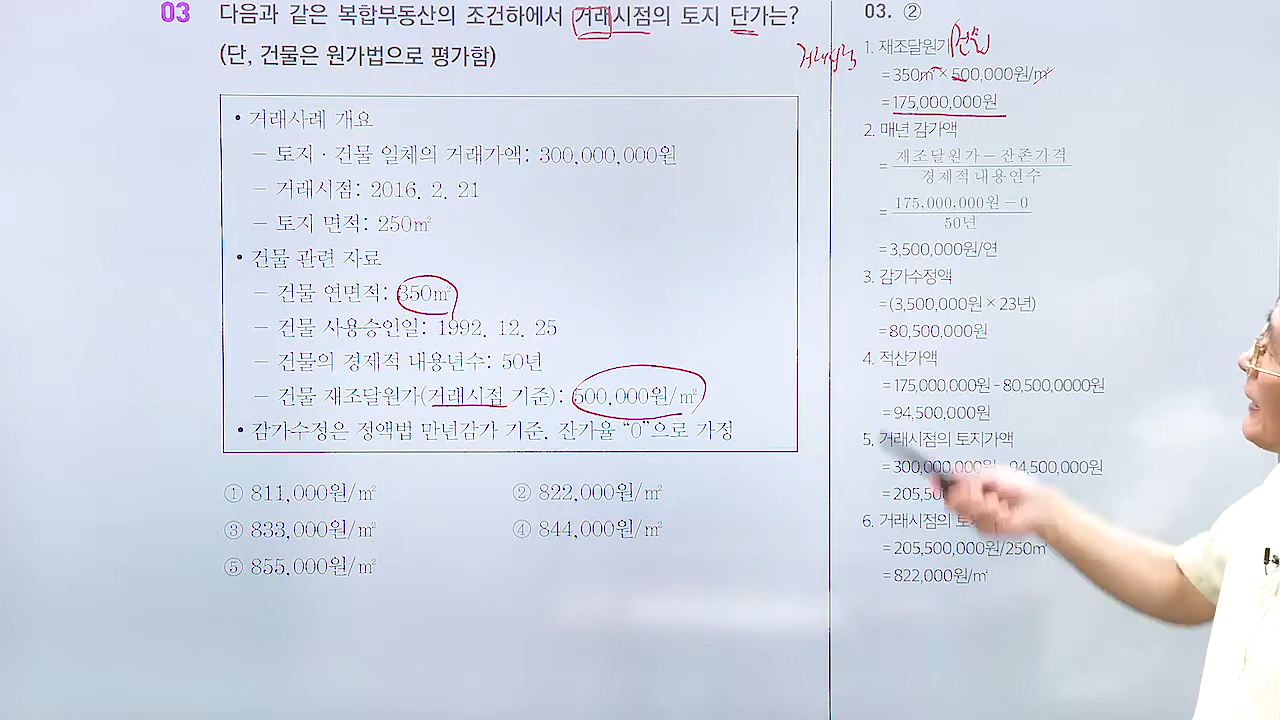 03 다음과 같은 복합부동산의 조건하에서 거래시점의 토지 단가는?
(단, 건물은 원가법으로 평가함)
• 거래사례 개요
– 토지·건물 일체의 거래가액: 300,000,000원
– 거래시점: 2016. 2. 21
– 토지 면적: 250㎡
• 건물 관련 자료
– 건물 연면적: 350㎡
– 건물 사용승인일: 1992. 12. 25
– 건물의 경제적 내용년수: 50년
– 건물 재조달원가(거래시점 기준): 500,000원/㎡
• 감가수정은 정액법 만년감가 기준, 잔가율 “0”으로 가정
① 811,000원/㎡ ② 822,000원/㎡
③ 833,000원/㎡ ④ 844,000원/㎡
⑤ 855,000원/㎡
03. ②
1. 재조달원가 건물
거래시점
=350㎡×500,000원/㎡
=175,000,000원
2. 매년 감가액
= 재조달원가－잔존가격
경제적내용연수
= 175,000,000원－0
50년
=3,500,000원/연
3. 감가수정액
=(3,500,000원×23년)
=80,500,000원
4. 적산가액
=175,000,000원-80,500,0000원
=94,500,000원
5. 거래시점의 토지가액
=300,000,000원 94,500,000원
=205,50
6. 거래시점의 토지
=205,500,000원/250㎡
=822,000원/㎡